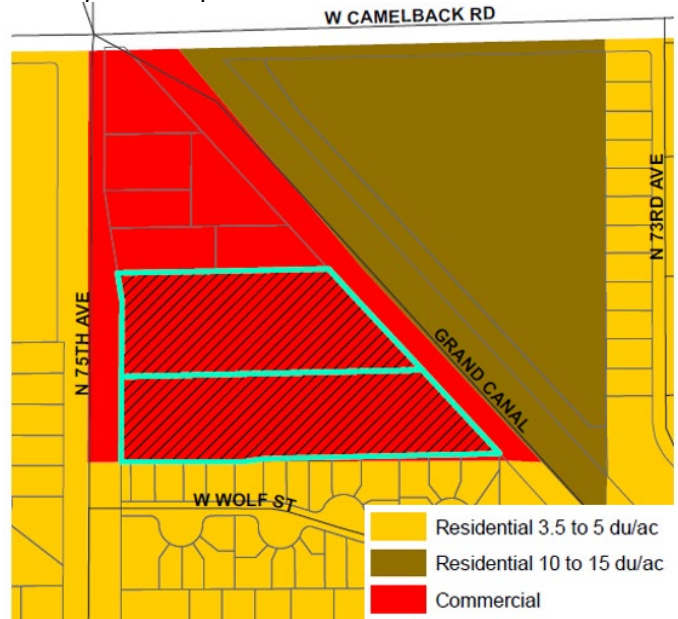 W CAMELBACK RD
N 73RD AVE
N 75TH AVE
GRAND CANAL
W WOLF ST
Residential 3.5 to 5 du/ac
Residential 10 to 15 du/ac
Commercial